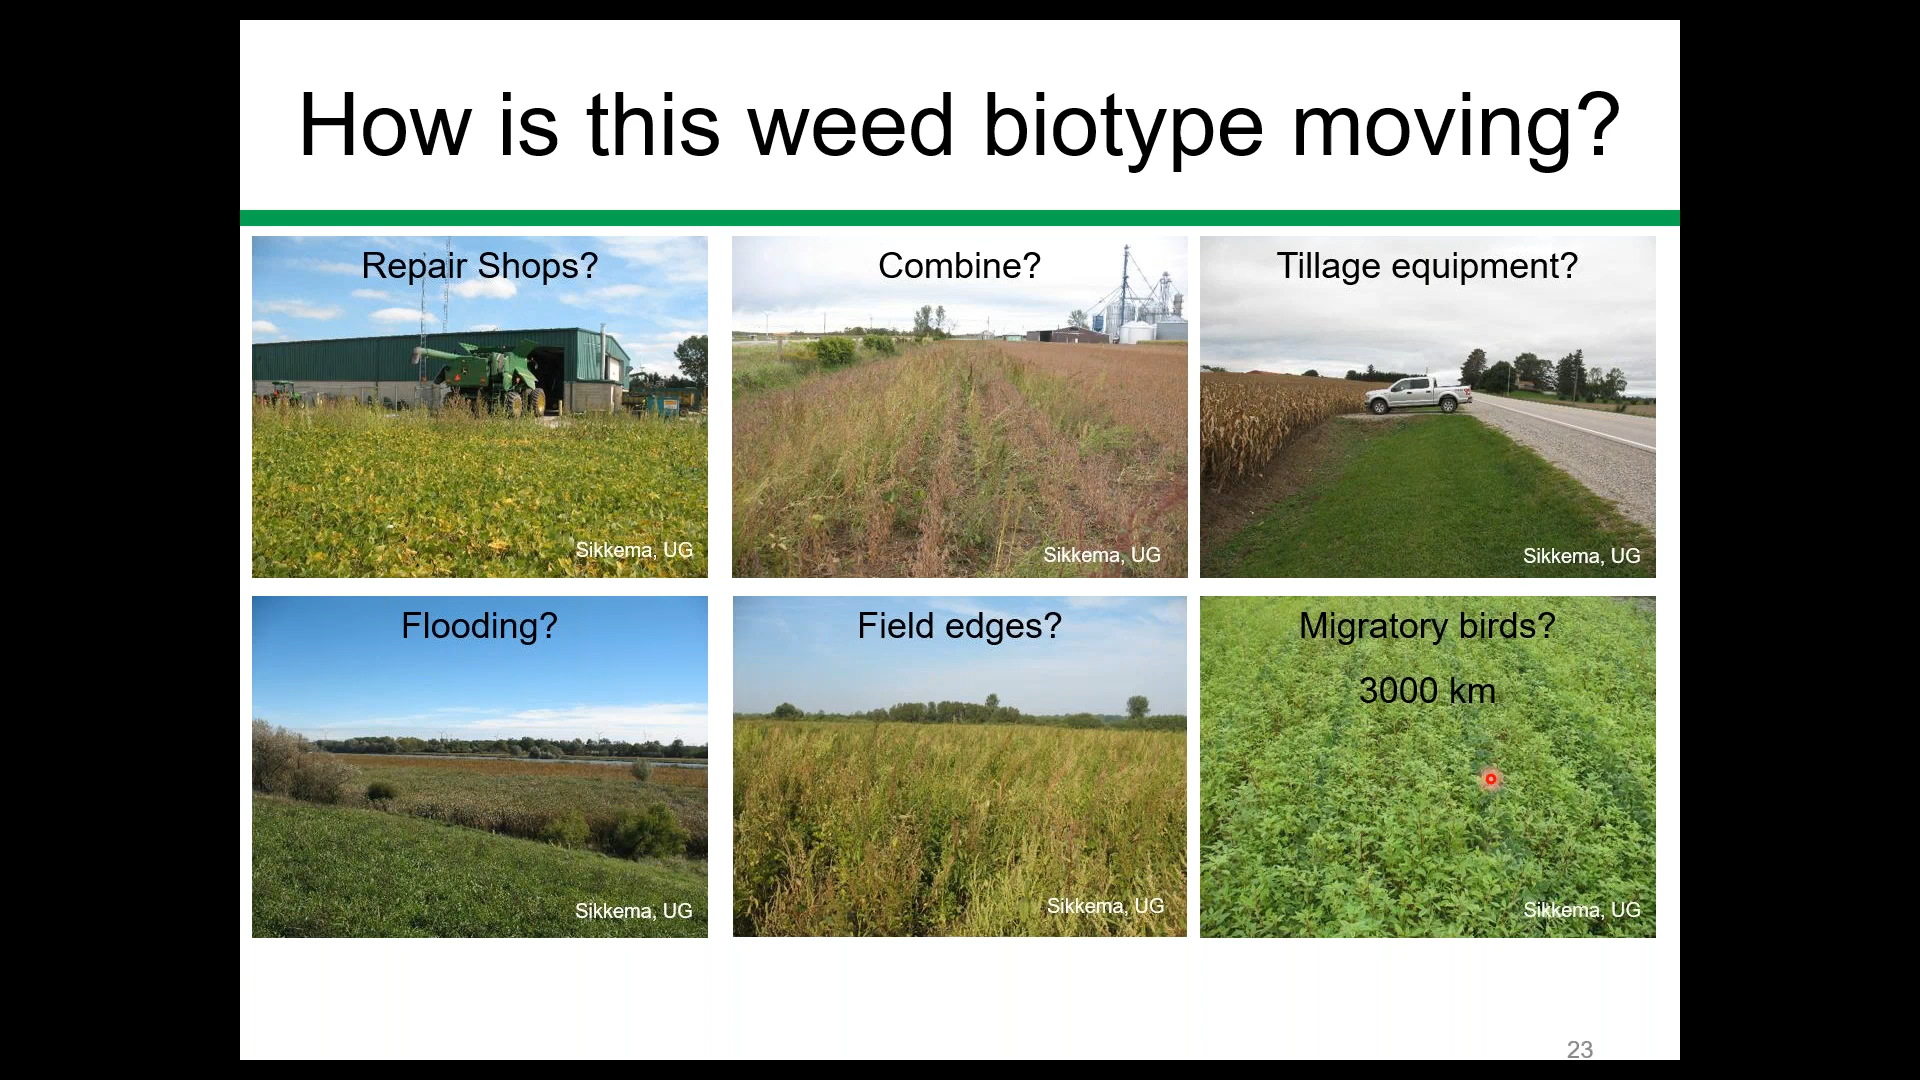 How is this weed biotype moving?
Repair Shops?
Sikkema, UG
Combine?
Sikkema, UG
Tillage equipment?
Sikkema, UG
Flooding?
Sikkema, UG
Field edges?
Sikkema, UG
Migratory birds?
3000 km
Sikkema, UG
23